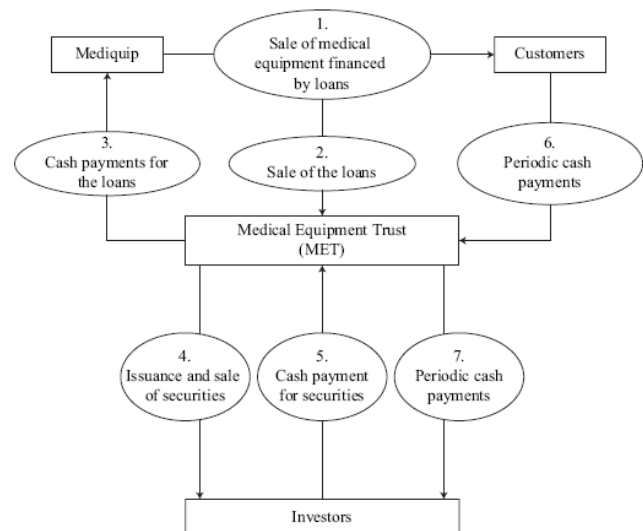 1.
Sale of medical
equipment financed
by loans
Mediquip
Customers
3.
Cash payments for
the loans
2.
Sale of the loans
6.
Periodic cash
payments
Medical Equipment Trust
(MET)
4.
Issuance and sale
of securities
5.
Cash payment
for securities
7.
Periodic cash
payments
Investors